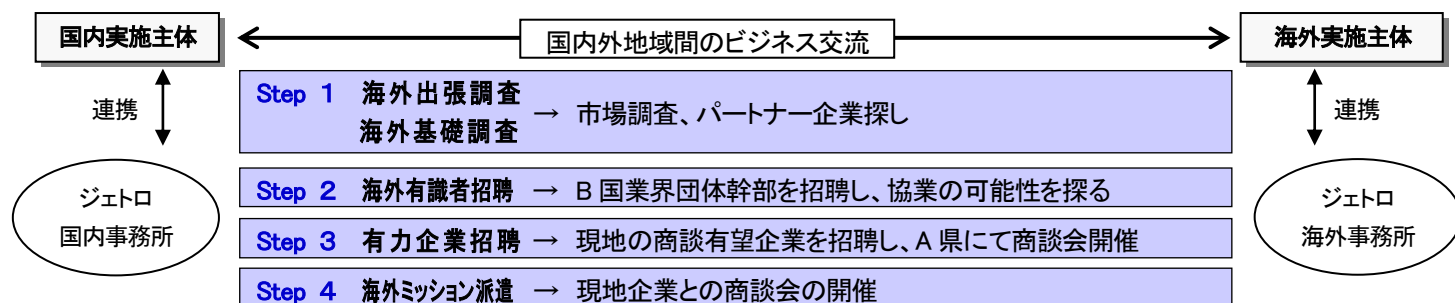 国内実施主体
国内外地域間のビジネス交流
海外実施主体
連携
Step 1 海外出張調査
海外基礎調査
→ 市場調査、パートナー企業探し
連携
Step 2 海外有識者招聘 → B 国業界団体幹部を招聘し、協業の可能性を探る
ジェトロ
国内事務所
Step 3 有力企業招聘 → 現地の商談有望企業を招聘し、A 県にて商談会開催
ジェトロ
海外事務所
Step 4 海外ミッション派遣 → 現地企業との商談会の開催